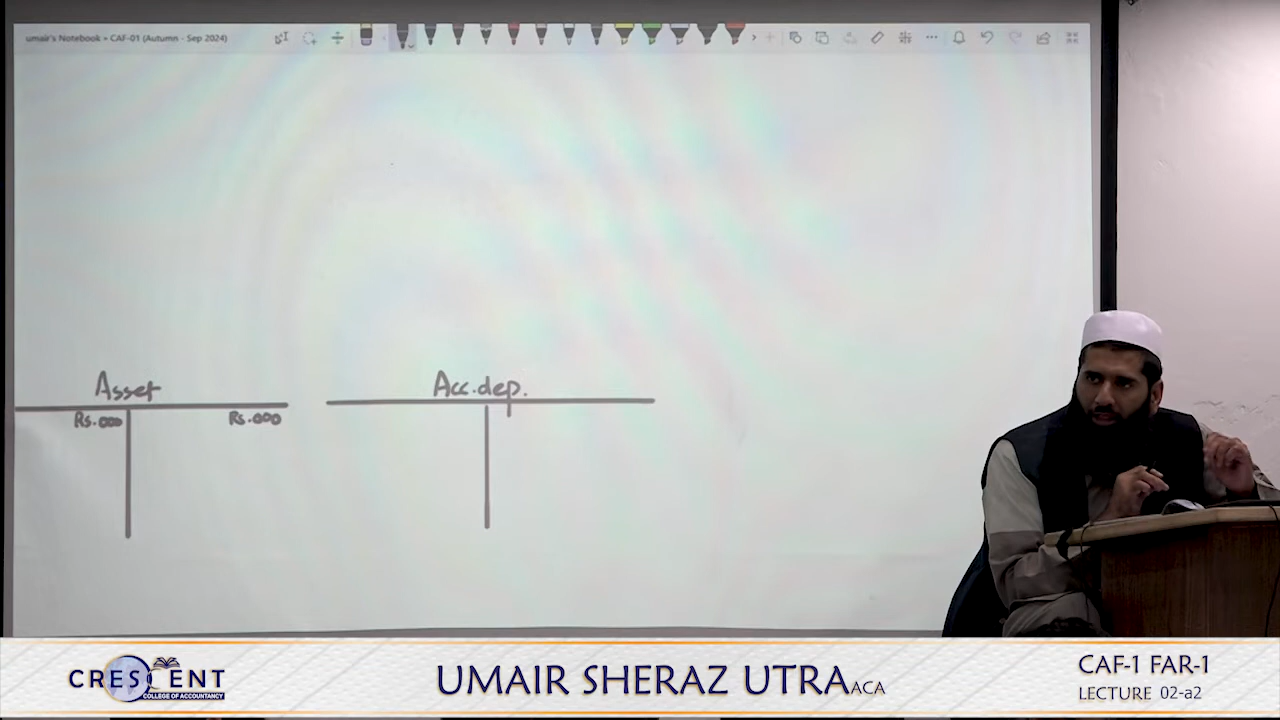 umair's Notebook » CAF-01 (Autumn - Sep 2024)
Asset
Acc.dep.
Rs.000
Rs.000
CRESCENT
COLLEGE OF ACCOUNTANCY
UMAIR SHERAZ UTRA ACA
CAF-1 FAR-1
LECTURE 02-a2